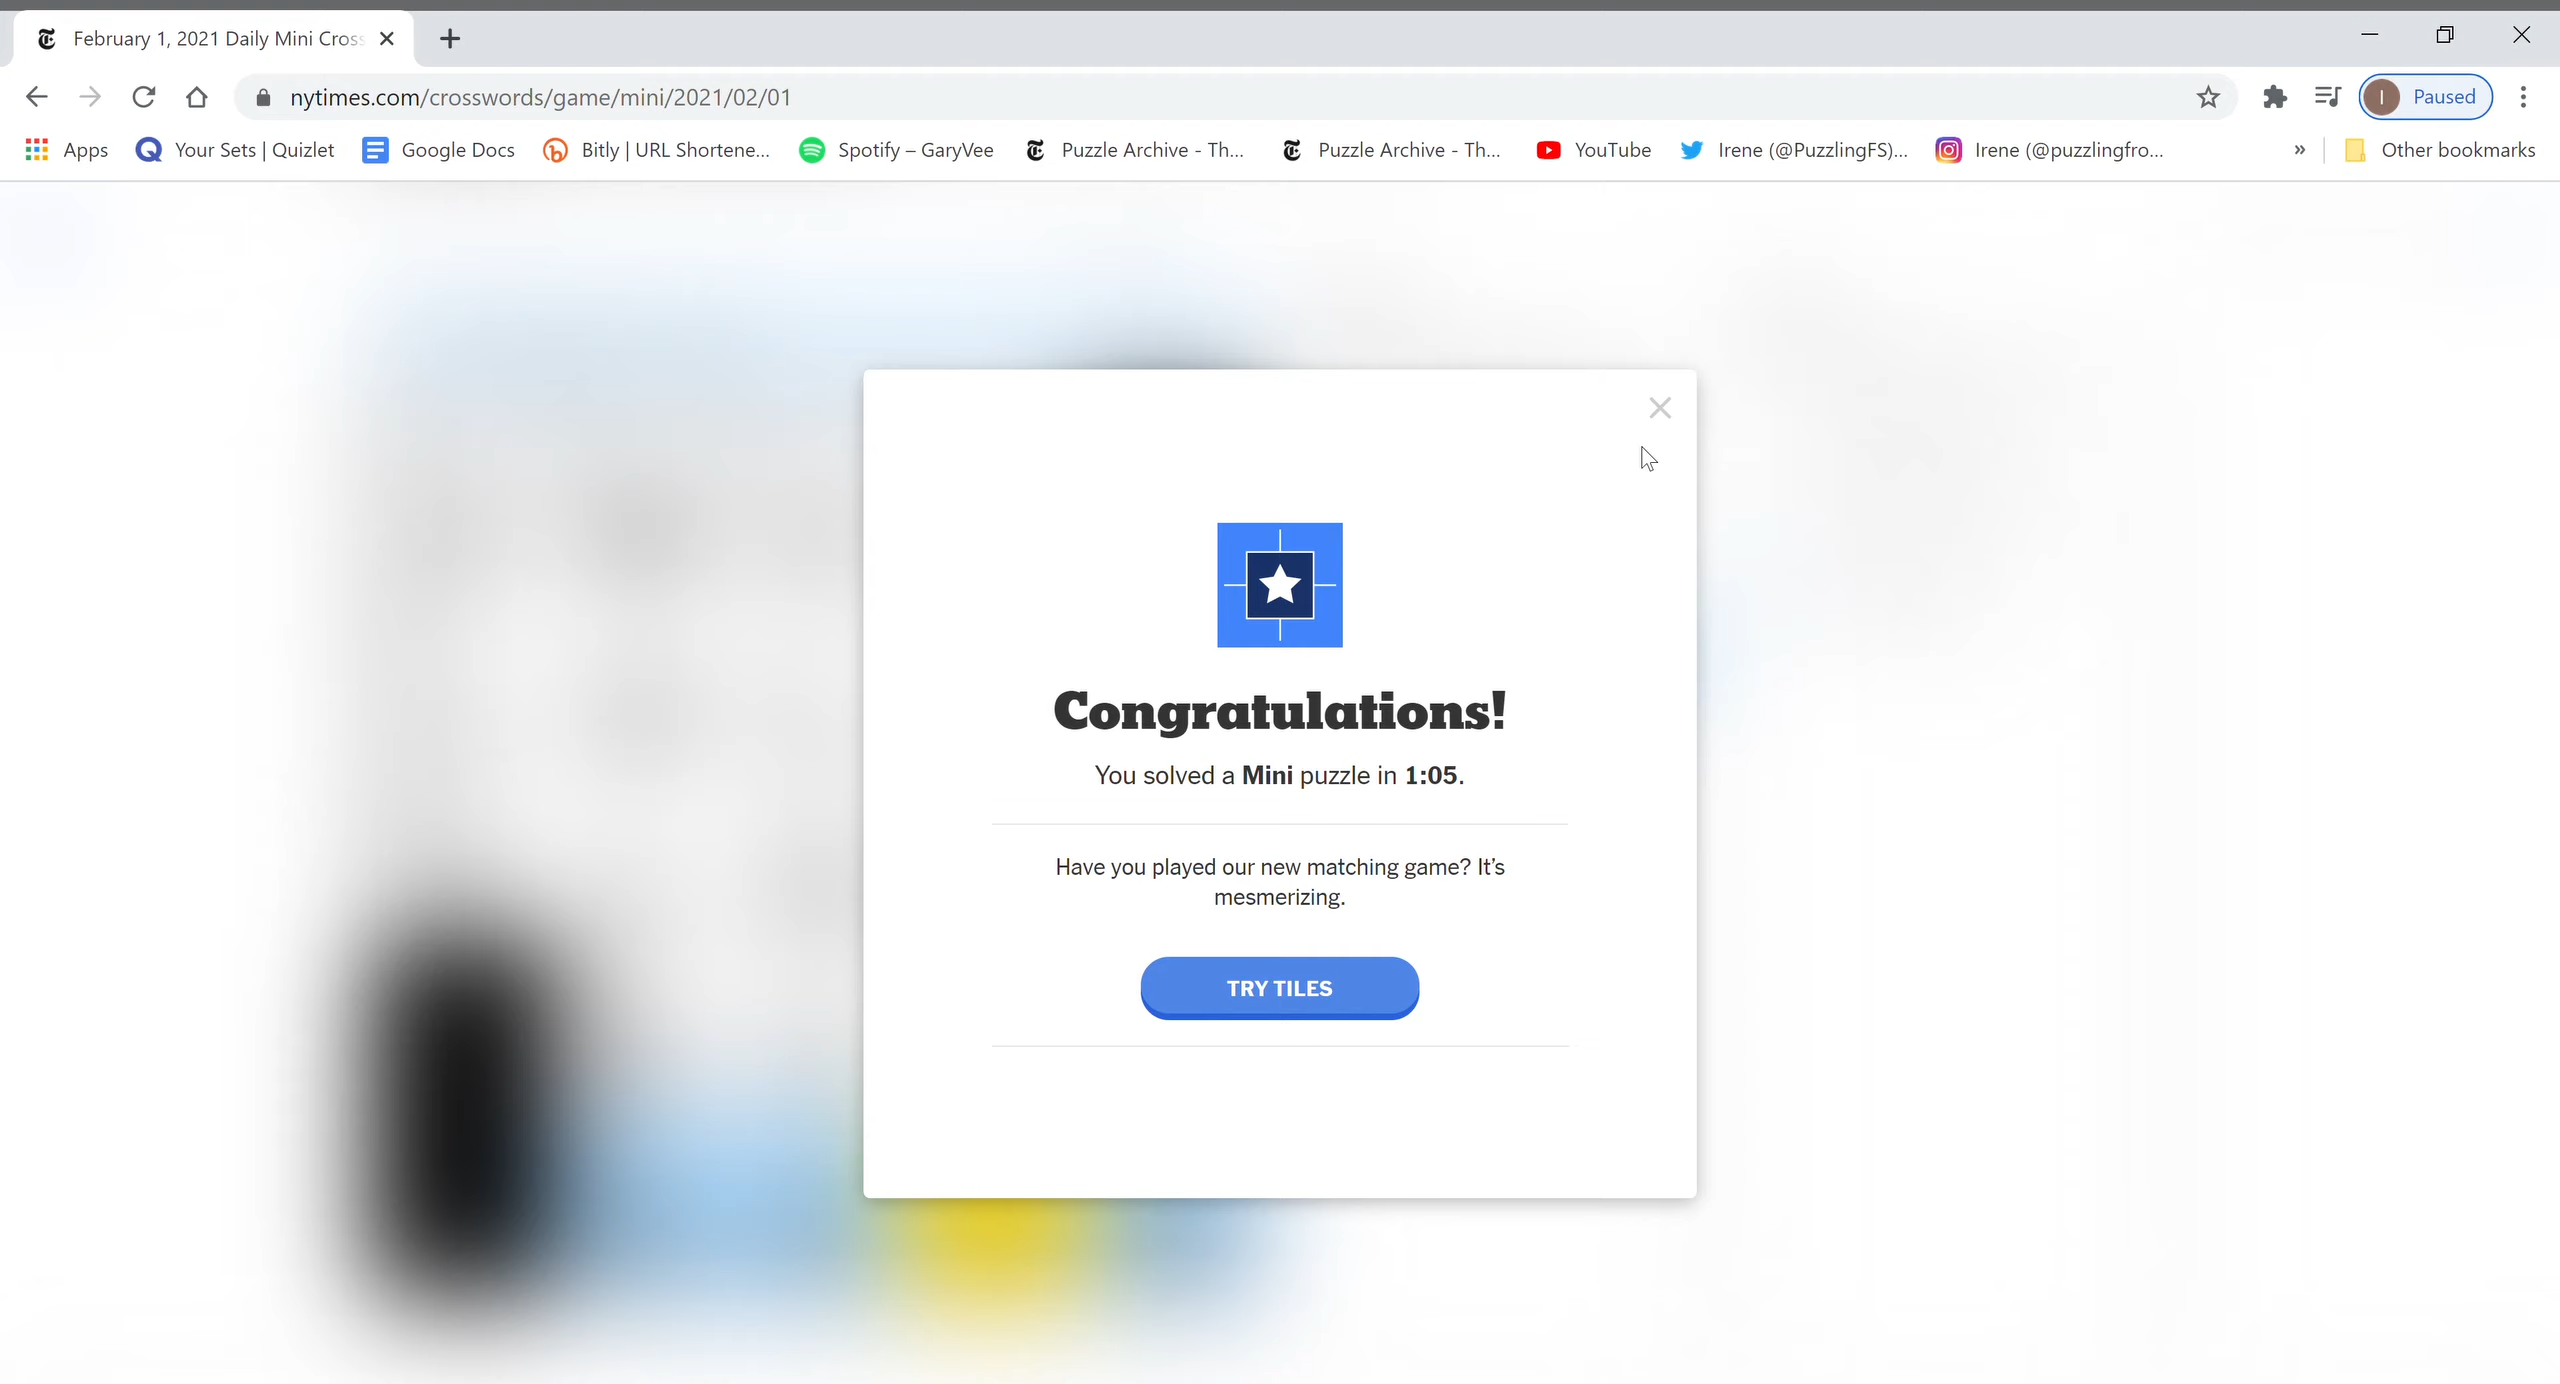 February 1, 2021 Daily Mini Cros
nytimes.com/crosswords/game/mini/2021/02/01
Paused
Apps
Your Sets | Quizlet
Google Docs
Bitly | URL Shortene...
Spotify – GaryVee
Puzzle Archive - Th...
Puzzle Archive - Th...
YouTube
Irene (@PuzzlingFS)...
Irene (@puzzlingfro...
»
Other bookmarks
Congratulations!
You solved a Mini puzzle in 1:05.
Have you played our new matching game? It's
mesmerizing.
TRY TILES